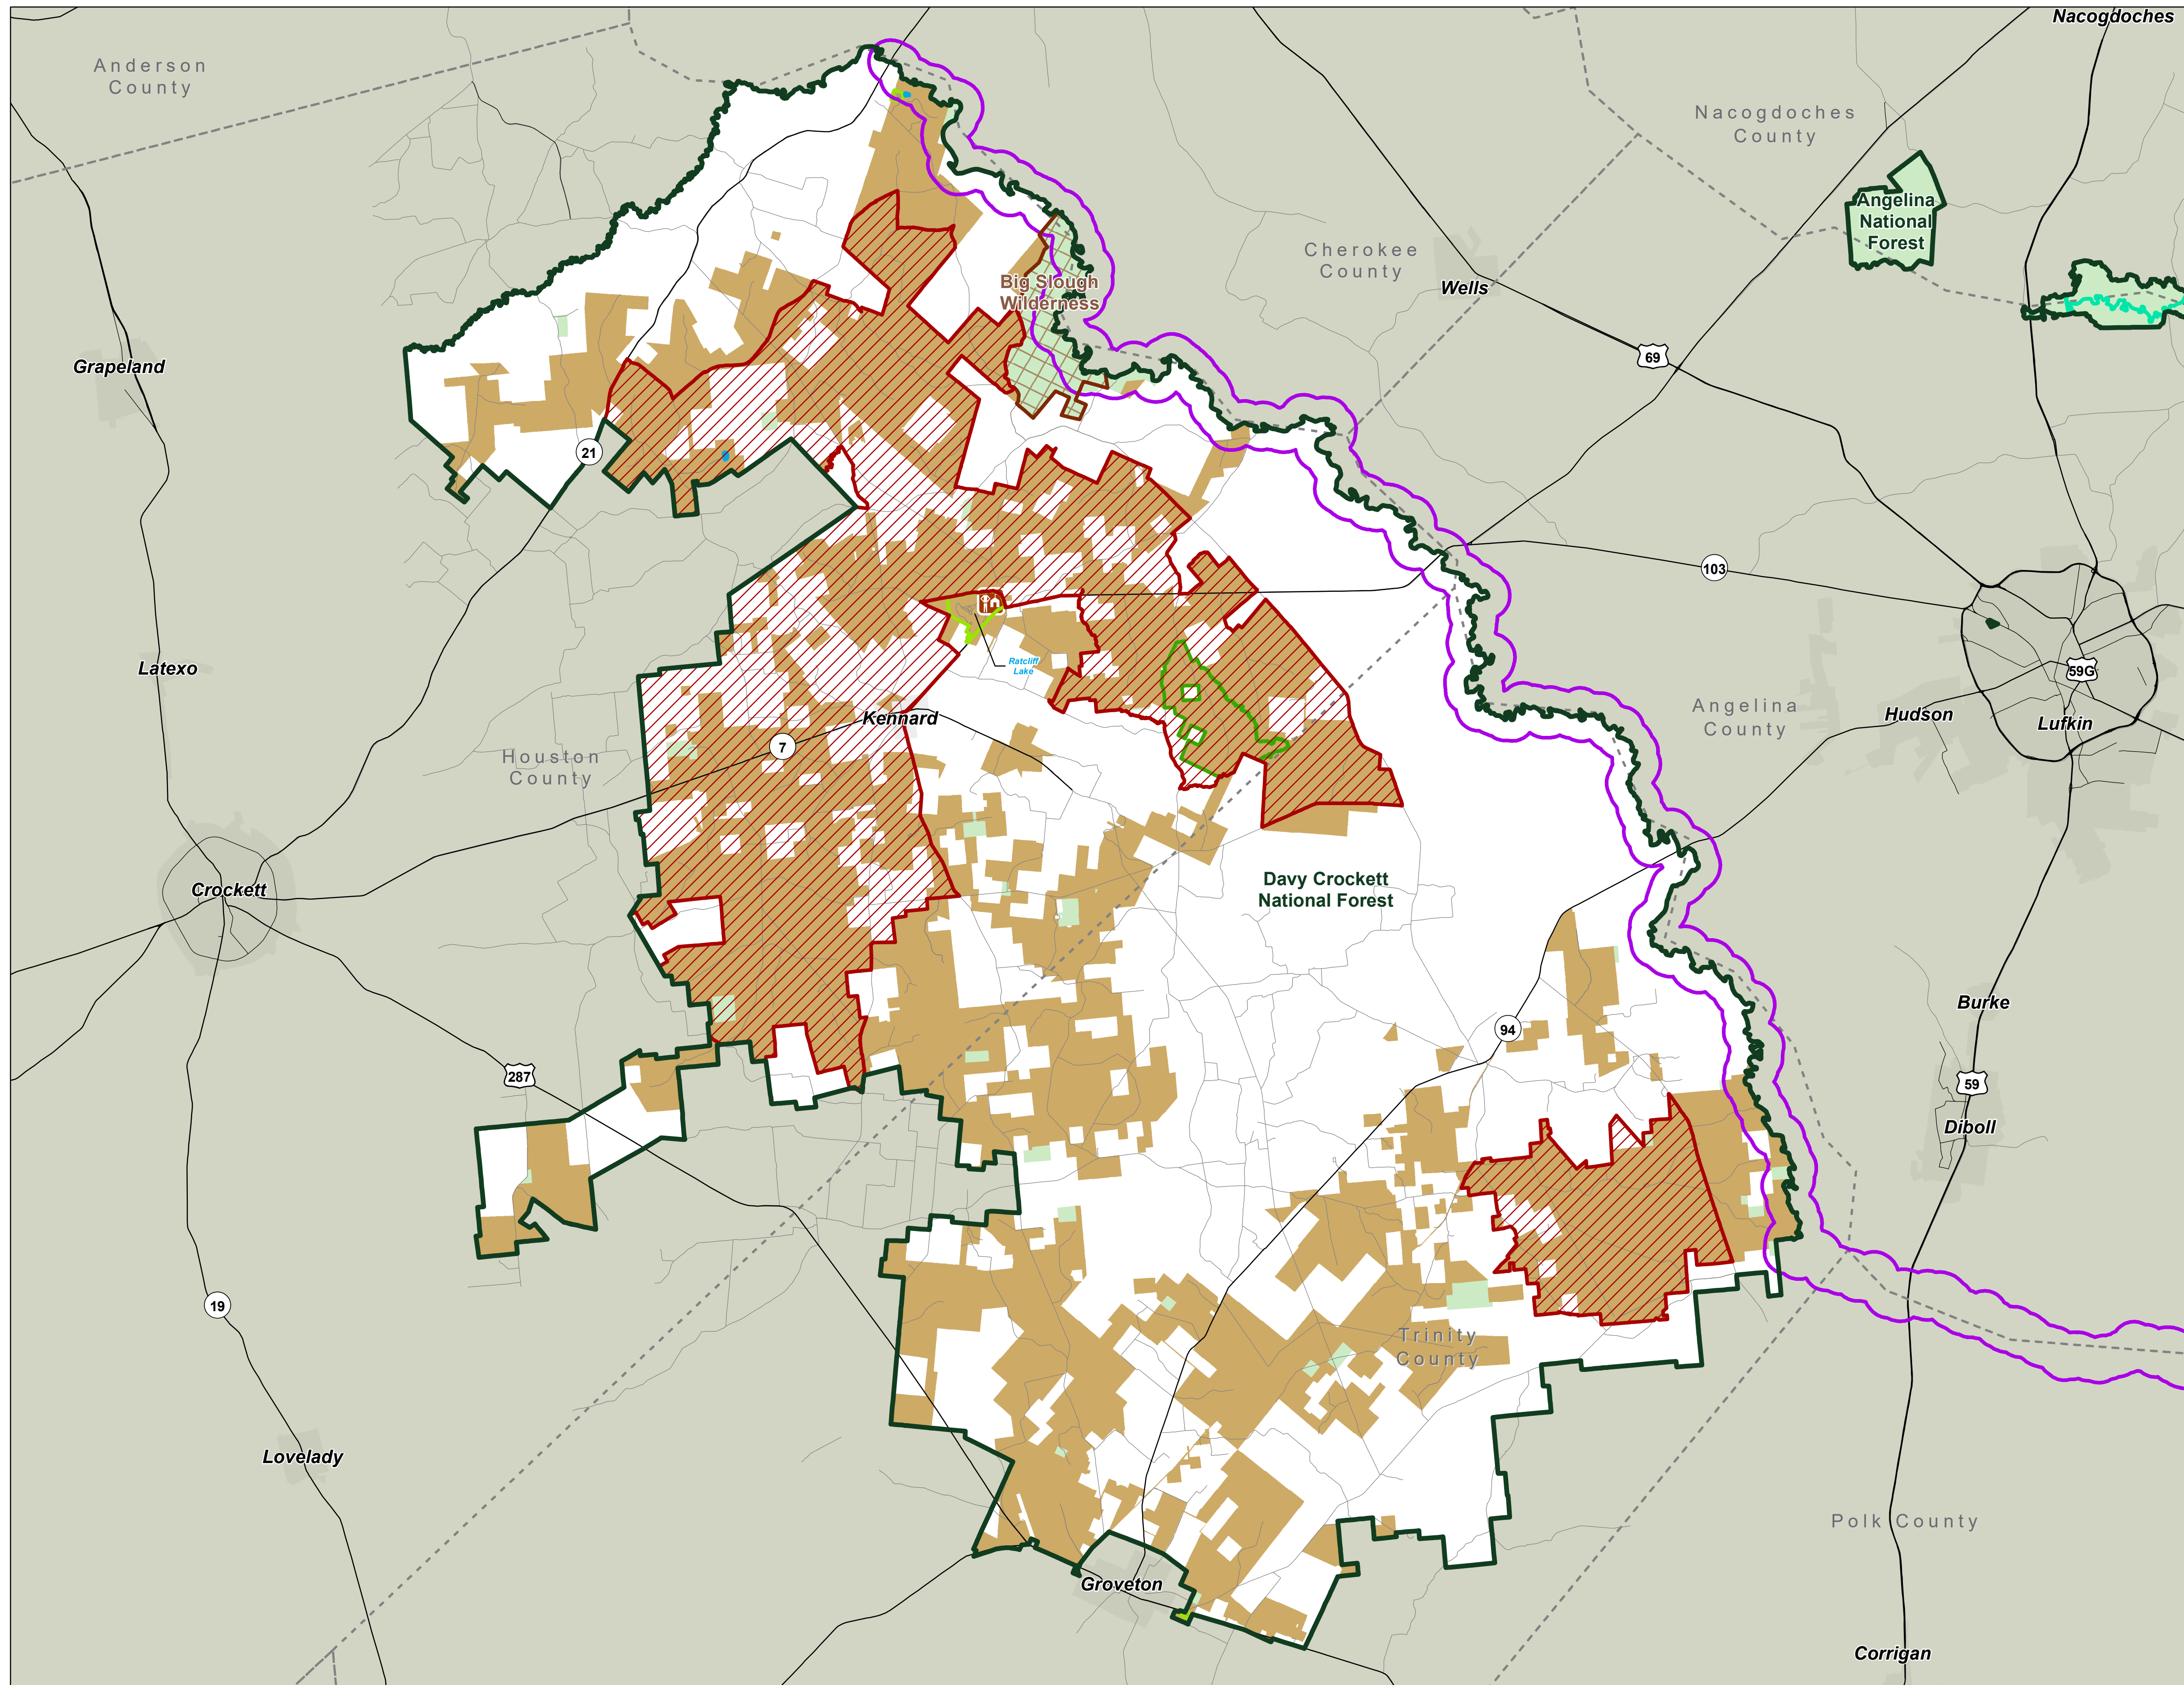 Nacogdoches
Anderson
County
Nacogdoches
County
Angelina
National
Forest
Cherokee
County
Big Slough
Wilderness
Wells
69
Grapeland
21
103
Ratcliff
Lake
Latexo
59G
Kennard
Angelina
County
Hudson
Lufkin
7
Houston
County
Davy Crockett
National Forest
Crockett
Burke
94
287
59
Diboll
19
Trinity
County
Lovelady
Polk County
Groveton
Corrigan